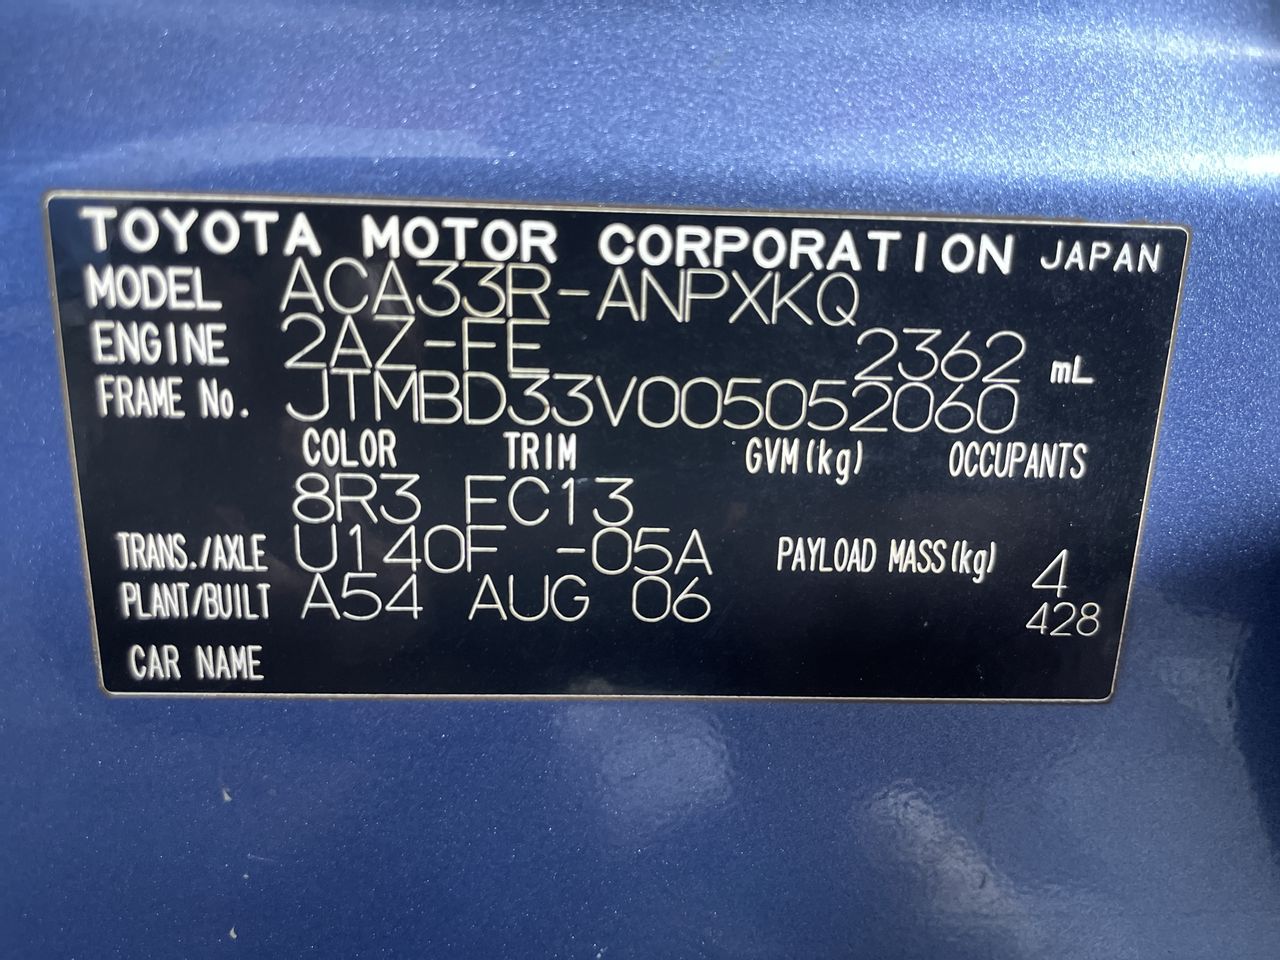 TOYOTA MOTOR CORPORATION JAPAN
MODEL ACA33R-ANPXKQ
ENGINE 2AZ-FE 2362 mL
FRAME No. JTMBD33V005052060
COLOR TRIM GVM(kg) OCCUPANTS
8R3 FC13
TRANS./AXLE U140F -05A PAYLOAD MASS(kg) 4
PLANT/BUILT A54 AUG 06 428
CAR NAME